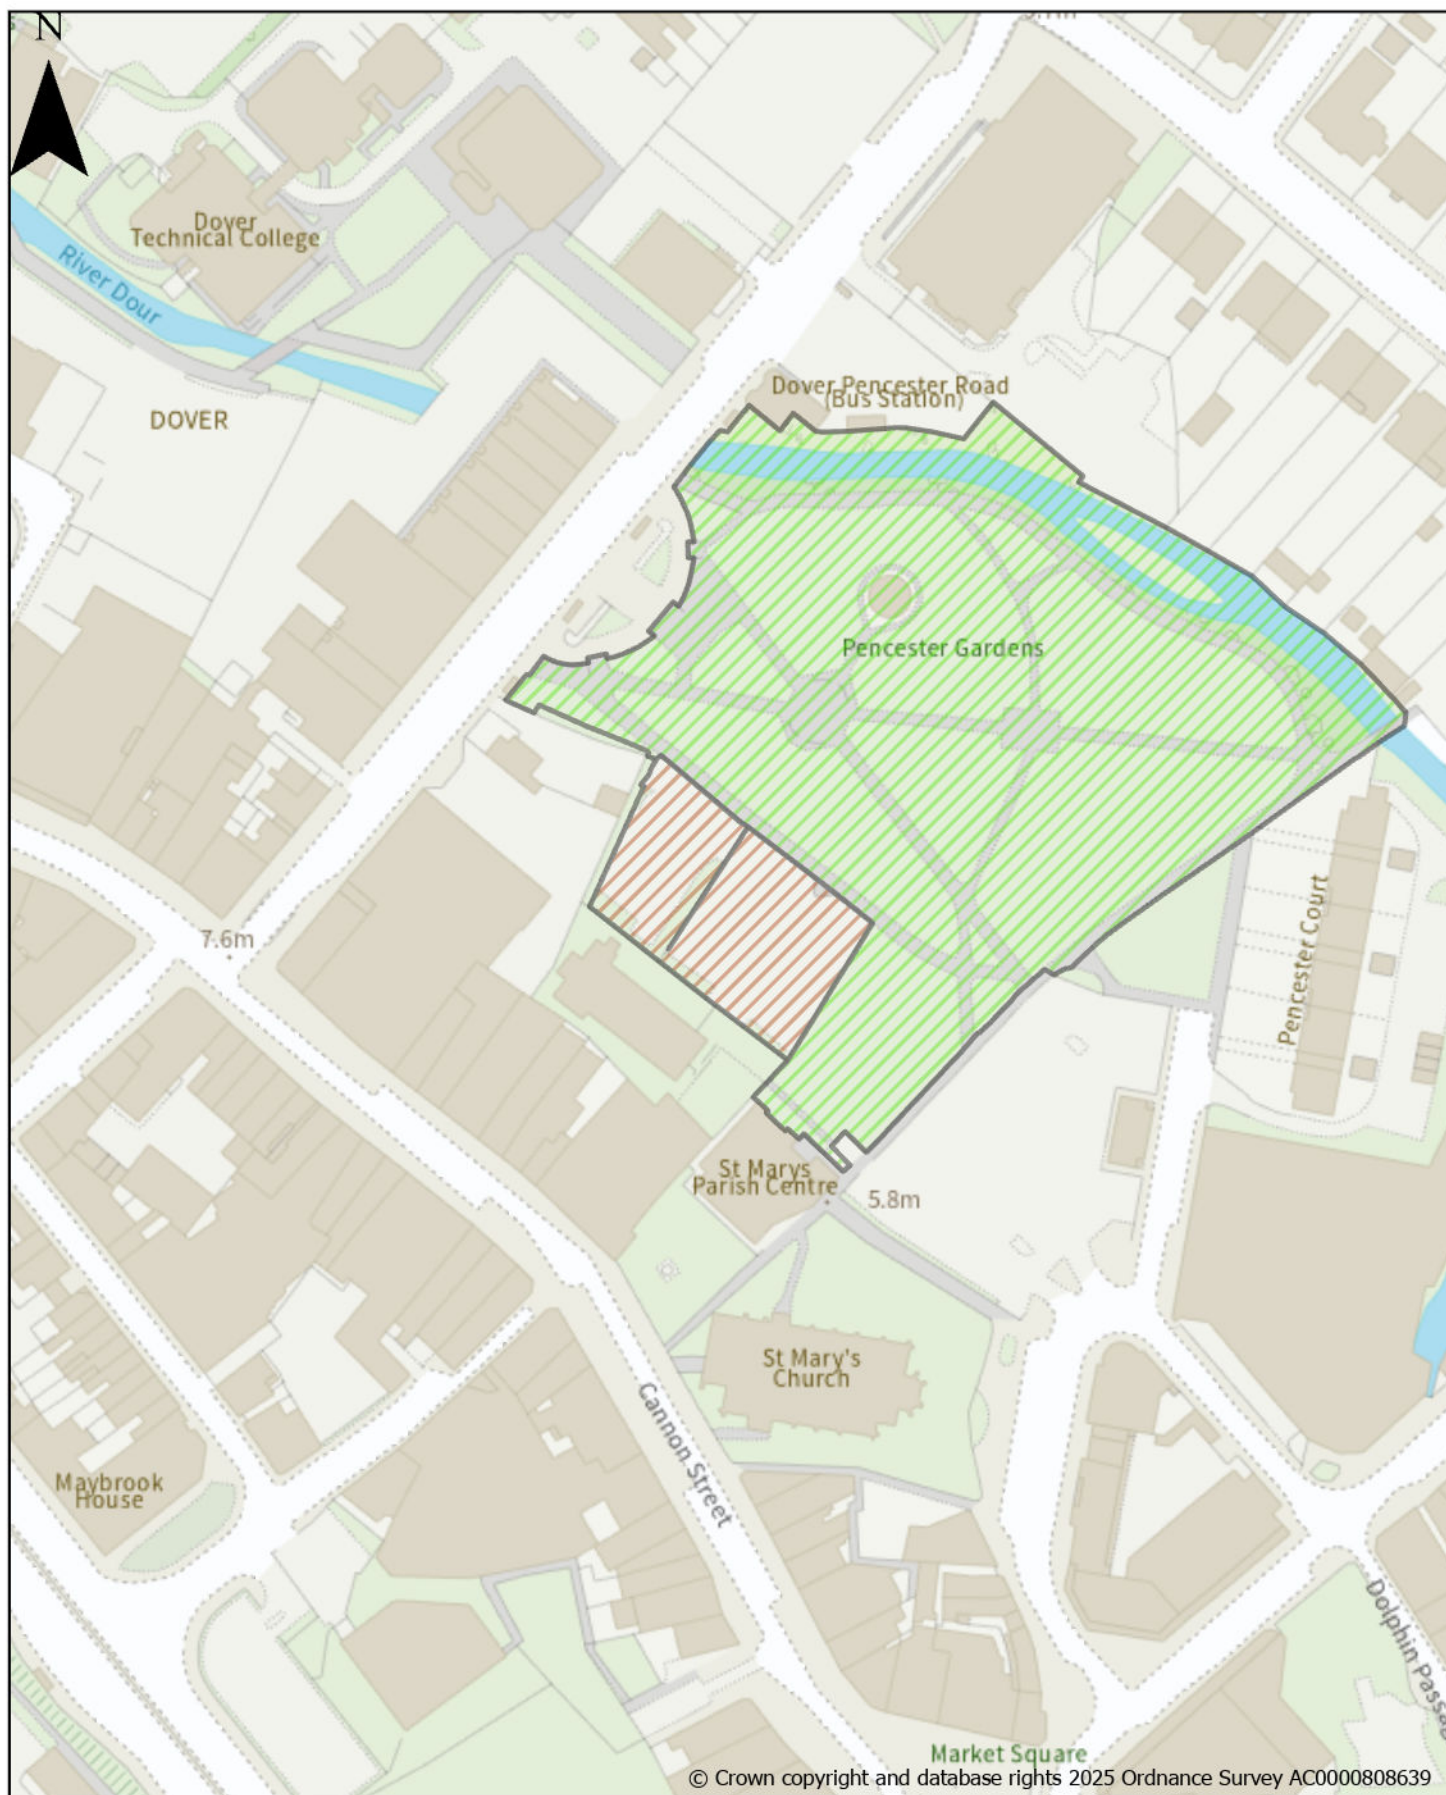 N
Dover
Technical College
River Dour
DOVER
Dover Pencester Road
(Bus Station)
Pencester Gardens
7.6m
Pencester Court
St Marys
Parish Centre
5.8m
St Mary's
Church
Cannon Street
Maybrook
House
Market Square
© Crown copyright and database rights 2025 Ordnance Survey AC0000808639